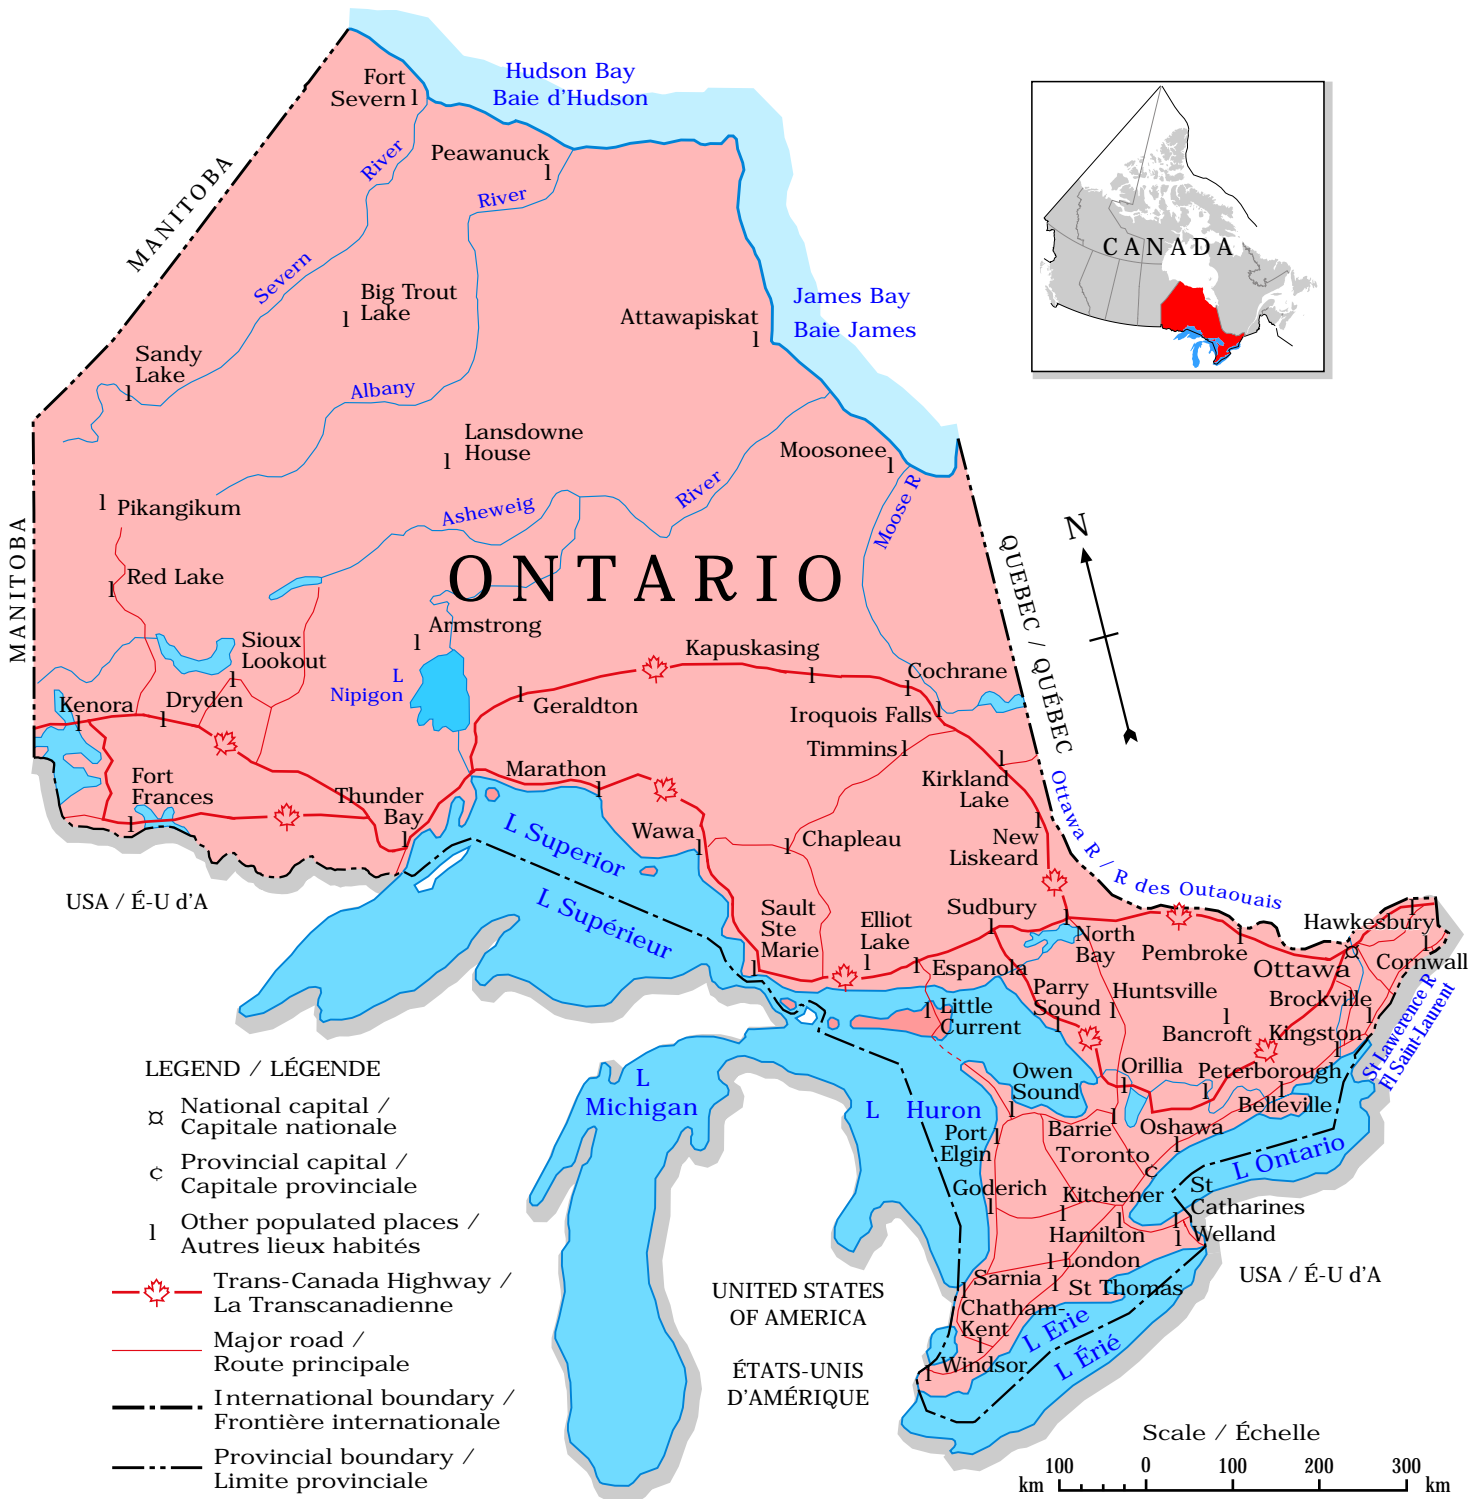 Hudson Bay
Baie d'Hudson
Fort
Severn
River
Peawanuck
River
MANITOBA
Severn
Big Trout
Lake
CANADA
James Bay
Baie James
Attawapiskat
Sandy
Lake
Albany
Lansdowne
House
Moosonee
River
Moose R
Asheweig
Pikangikum
MANITOBA
N
QUEBEC / QUÉBEC
ONTARIO
Red Lake
Armstrong
Sioux
Lookout
L
Nipigon
Kapuskasing
Cochrane
Kenora
Dryden
Geraldton
Iroquois Falls
Timmins
Marathon
Kirkland
Lake
Fort
Frances
Thunder
Bay
Ottawa R / R des Outaouais
L Superior
Wawa
Chapleau
New
Liskeard
USA / É-U d'A
L Supérieur
Sault
Ste
Marie
Elliot
Lake
Sudbury
Hawkesbury
North
Bay
Pembroke
Ottawa
Cornwall
Espanola
Parry
Sound
Huntsville
Brockville
Little
Current
Bancroft
Kingston
St Lawerence R
Fl Saint-Laurent
Owen
Sound
Orillia
Peterborough
Belleville
L
Michigan
L Huron
Port
Elgin
Barrie
Oshawa
Toronto
L Ontario
Goderich
Kitchener
St
Catharines
Hamilton
Welland
London
Sarnia
St Thomas
USA / É-U d'A
Chatham-
Kent
L Erie
L Érié
Windsor
UNITED STATES
OF AMERICA
ÉTATS-UNIS
D'AMÉRIQUE
LEGEND / LÉGENDE
National capital /
Capitale nationale
Provincial capital /
Capitale provinciale
Other populated places /
Autres lieux habités
Trans-Canada Highway /
La Transcanadienne
Major road /
Route principale
International boundary /
Frontière internationale
Provincial boundary /
Limite provinciale
Scale / Échelle
km 100 0 100 200 300 km